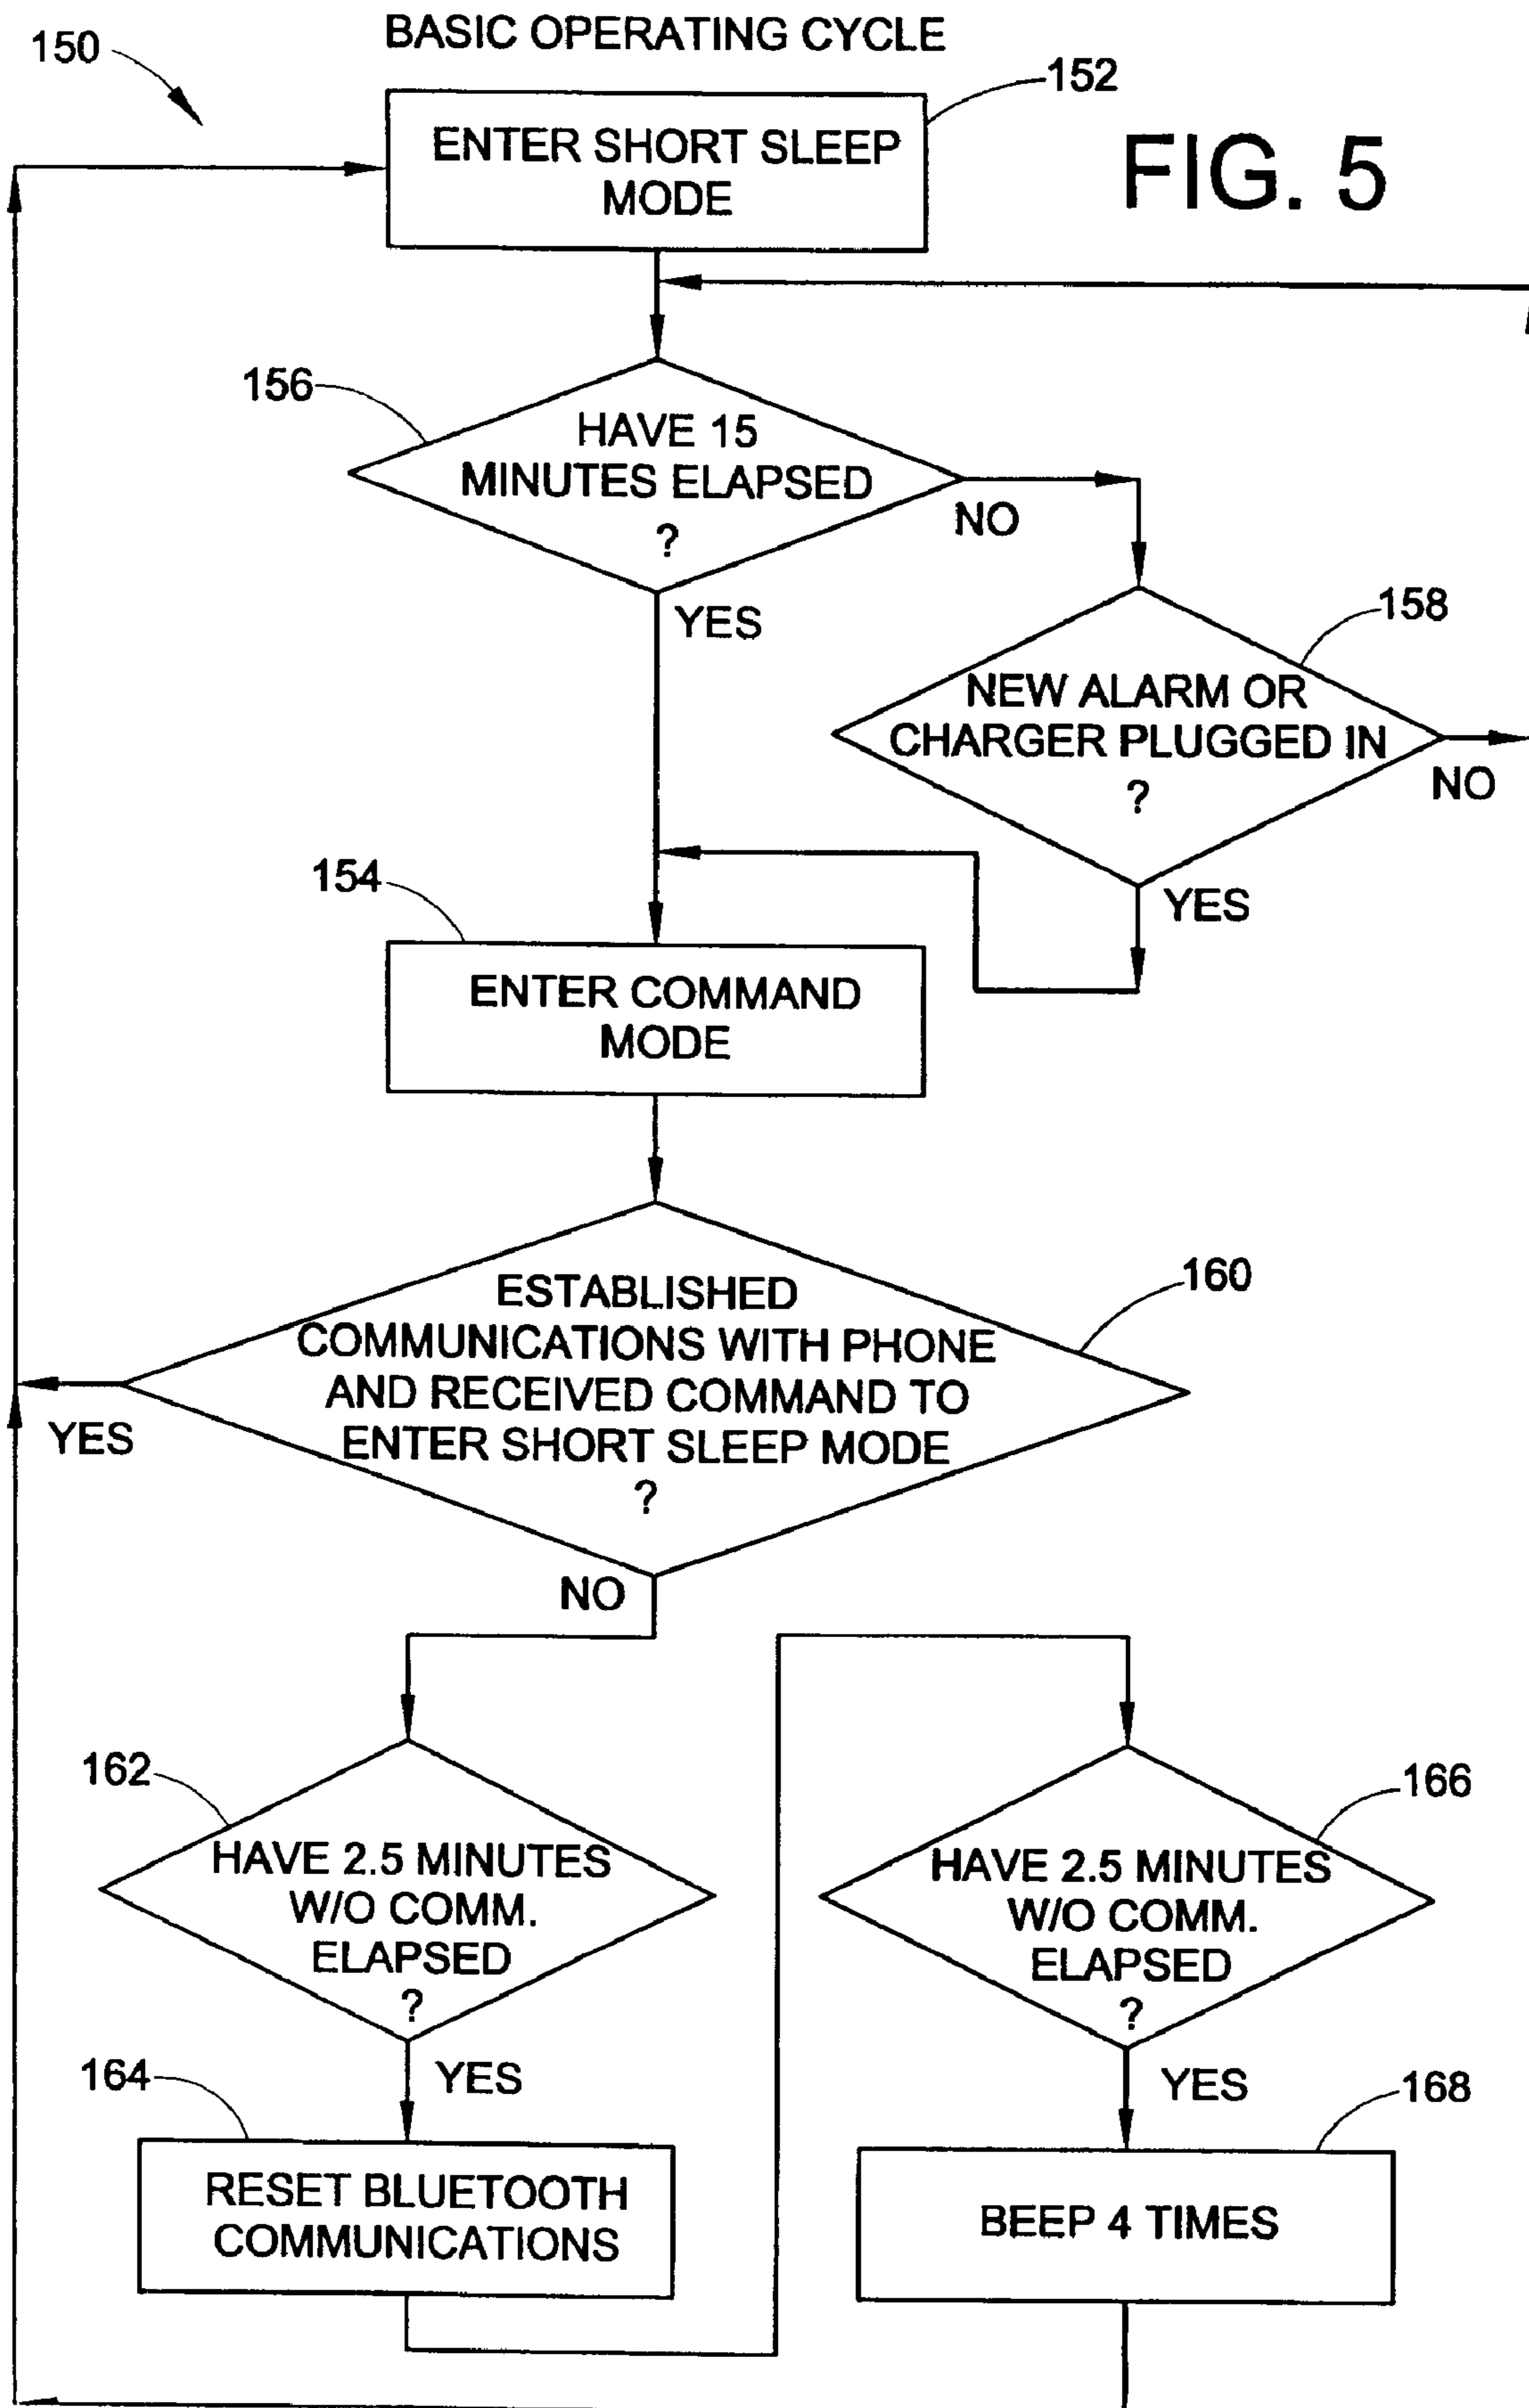 BASIC OPERATING CYCLE
150
152
ENTER SHORT SLEEP
MODE
FIG. 5
156
HAVE 15
MINUTES ELAPSED
?
NO
YES
158
NEW ALARM OR
CHARGER PLUGGED IN
?
NO
YES
154
ENTER COMMAND
MODE
160
ESTABLISHED
COMMUNICATIONS WITH PHONE
AND RECEIVED COMMAND TO
ENTER SHORT SLEEP MODE
?
YES
NO
162
HAVE 2.5 MINUTES
W/O COMM.
ELAPSED
?
YES
164
RESET BLUETOOTH
COMMUNICATIONS
166
HAVE 2.5 MINUTES
W/O COMM.
ELAPSED
?
YES
168
BEEP 4 TIMES